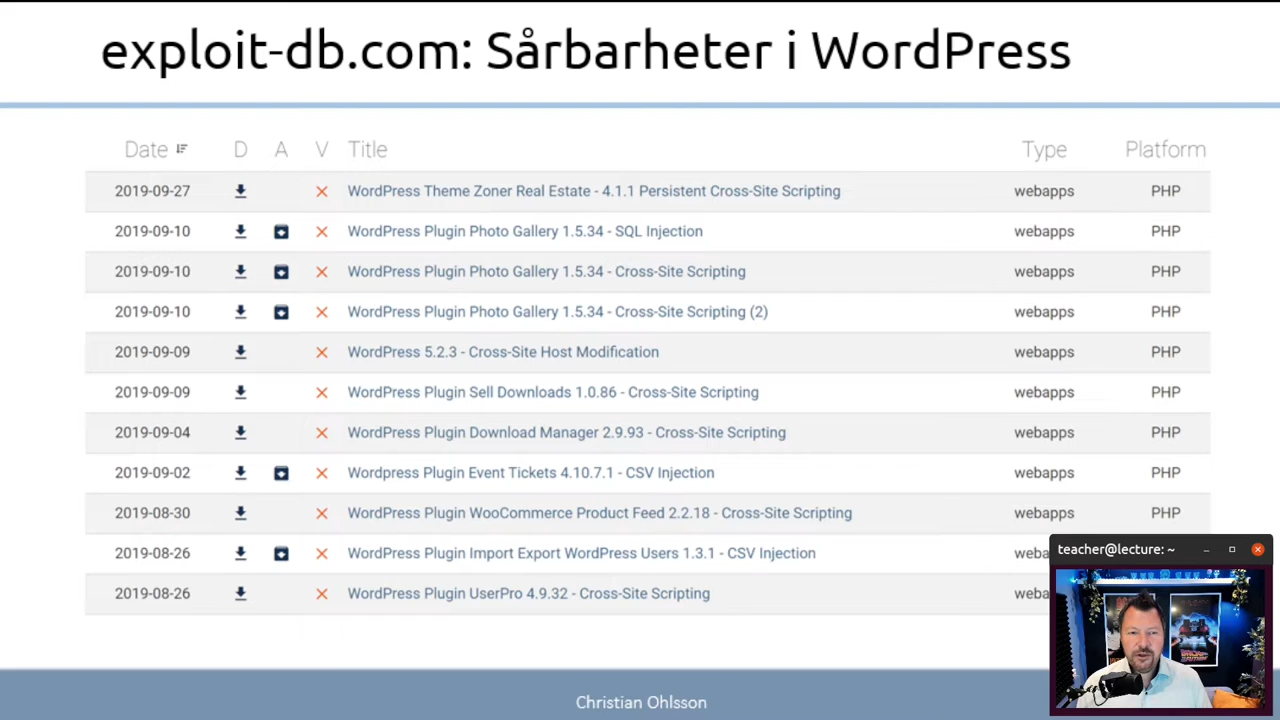 exploit-db.com: Sårbarheter i WordPress
Date D A V Title Type Platform
2019-09-27 WordPress Theme Zoner Real Estate - 4.1.1 Persistent Cross-Site Scripting webapps PHP
2019-09-10 WordPress Plugin Photo Gallery 1.5.34 - SQL Injection webapps PHP
2019-09-10 WordPress Plugin Photo Gallery 1.5.34 - Cross-Site Scripting webapps PHP
2019-09-10 WordPress Plugin Photo Gallery 1.5.34 - Cross-Site Scripting (2) webapps PHP
2019-09-09 WordPress 5.2.3 - Cross-Site Host Modification webapps PHP
2019-09-09 WordPress Plugin Sell Downloads 1.0.86 - Cross-Site Scripting webapps PHP
2019-09-04 WordPress Plugin Download Manager 2.9.93 - Cross-Site Scripting webapps PHP
2019-09-02 Wordpress Plugin Event Tickets 4.10.7.1 - CSV Injection webapps PHP
2019-08-30 WordPress Plugin WooCommerce Product Feed 2.2.18 - Cross-Site Scripting webapps PHP
2019-08-26 WordPress Plugin Import Export WordPress Users 1.3.1 - CSV Injection weba
2019-08-26 WordPress Plugin UserPro 4.9.32 - Cross-Site Scripting weba
teacher@lecture: ~
Christian Ohlsson